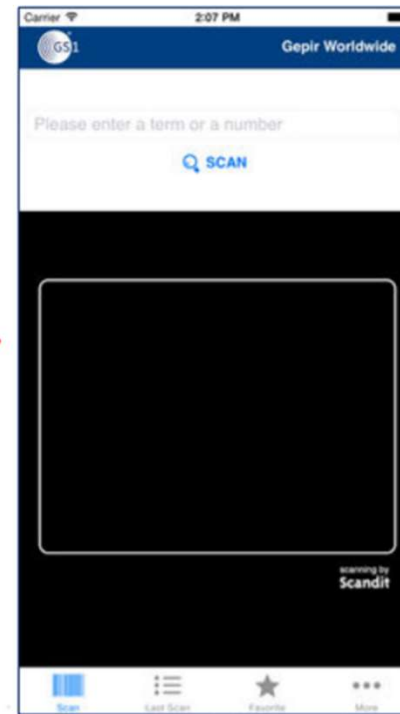 Carrier 2:07 PM
GS1 Gepir Worldwide
Please enter a term or a number
SCAN
scanning by
Scandit
Scan Last Scan Favorite More